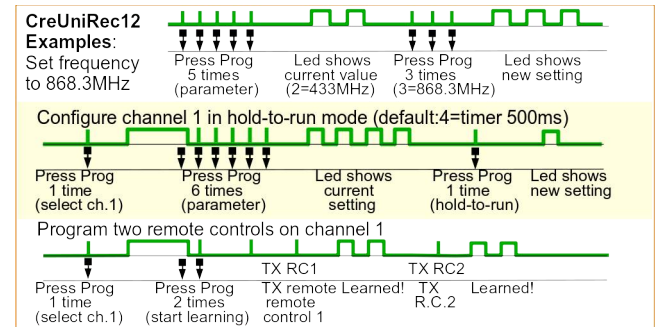 CreUniRec12
Examples:
Set frequency
to 868.3MHz
Press Prog
5 times
(parameter)
Led shows
current value
(2=433MHz)
Press Prog
3 times
(3=868.3MHz)
Led shows
new setting
Configure channel 1 in hold-to-run mode (default:4=timer 500ms)
Press Prog
1 time
(select ch.1)
Press Prog
6 times
(parameter)
Led shows
current
setting
Press Prog
1 time
(hold-to-run)
Led shows
new setting
Program two remote controls on channel 1
Press Prog
1 time
(select ch.1)
Press Prog
2 times
(start learning)
TX RC1
TX remote
remote
control 1
Learned!
TX RC2
TX
R.C.2
Learned!